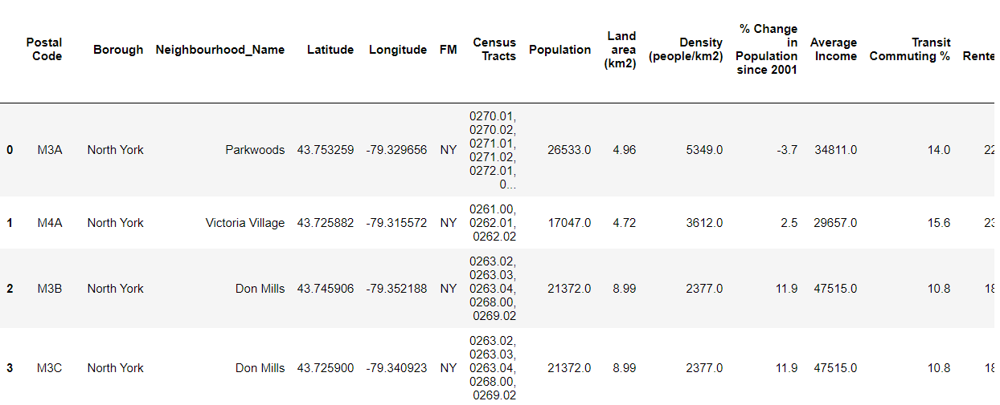 Postal Code Borough Neighbourhood_Name Latitude Longitude FM Census Tracts Population Land area (km2) Density (people/km2) % Change in Population since 2001 Average Income Transit Commuting % Rente
0 M3A North York Parkwoods 43.753259 -79.329656 NY 0270.01, 0270.02, 0271.01, 0271.02, 0272.01, 0... 26533.0 4.96 5349.0 -3.7 34811.0 14.0 22
1 M4A North York Victoria Village 43.725882 -79.315572 NY 0261.00, 0262.01, 0262.02 17047.0 4.72 3612.0 2.5 29657.0 15.6 23
2 M3B North York Don Mills 43.745906 -79.352188 NY 0263.02, 0263.03, 0263.04, 0268.00, 0269.02 21372.0 8.99 2377.0 11.9 47515.0 10.8 18
3 M3C North York Don Mills 43.725900 -79.340923 NY 0263.02, 0263.03, 0263.04, 0268.00, 0269.02 21372.0 8.99 2377.0 11.9 47515.0 10.8 18